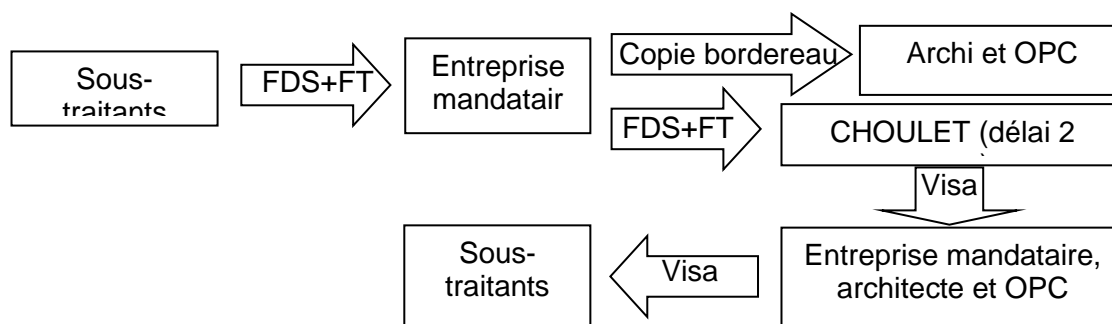 Sous-
traitants
FDS+FT
Entreprise
mandatair
Copie bordereau
Archi et OPC
FDS+FT
CHOULET (délai 2
Visa
Entreprise mandataire,
architecte et OPC
Visa
Sous-
traitants